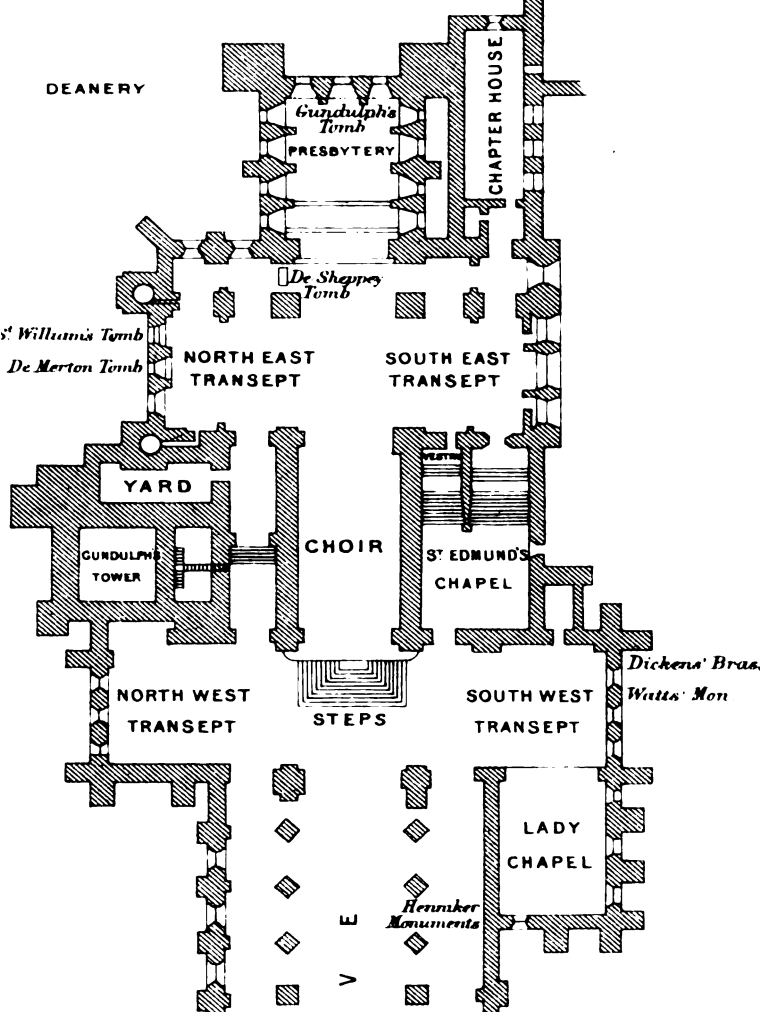 DEANERY
CHAPTER HOUSE
Gundulph's
Tomb
PRESBYTERY
De Sheppey
Tomb
St. William's Tomb
De Merton Tomb
NORTH EAST
TRANSEPT
SOUTH EAST
TRANSEPT
VESTRY
YARD
CHOIR
GUNDULPH'S
TOWER
ST. EDMUND'S
CHAPEL
Dickens' Bras
Watts' Mon
NORTH WEST
TRANSEPT
STEPS
SOUTH WEST
TRANSEPT
LADY
CHAPEL
Henniker
Monuments
V E